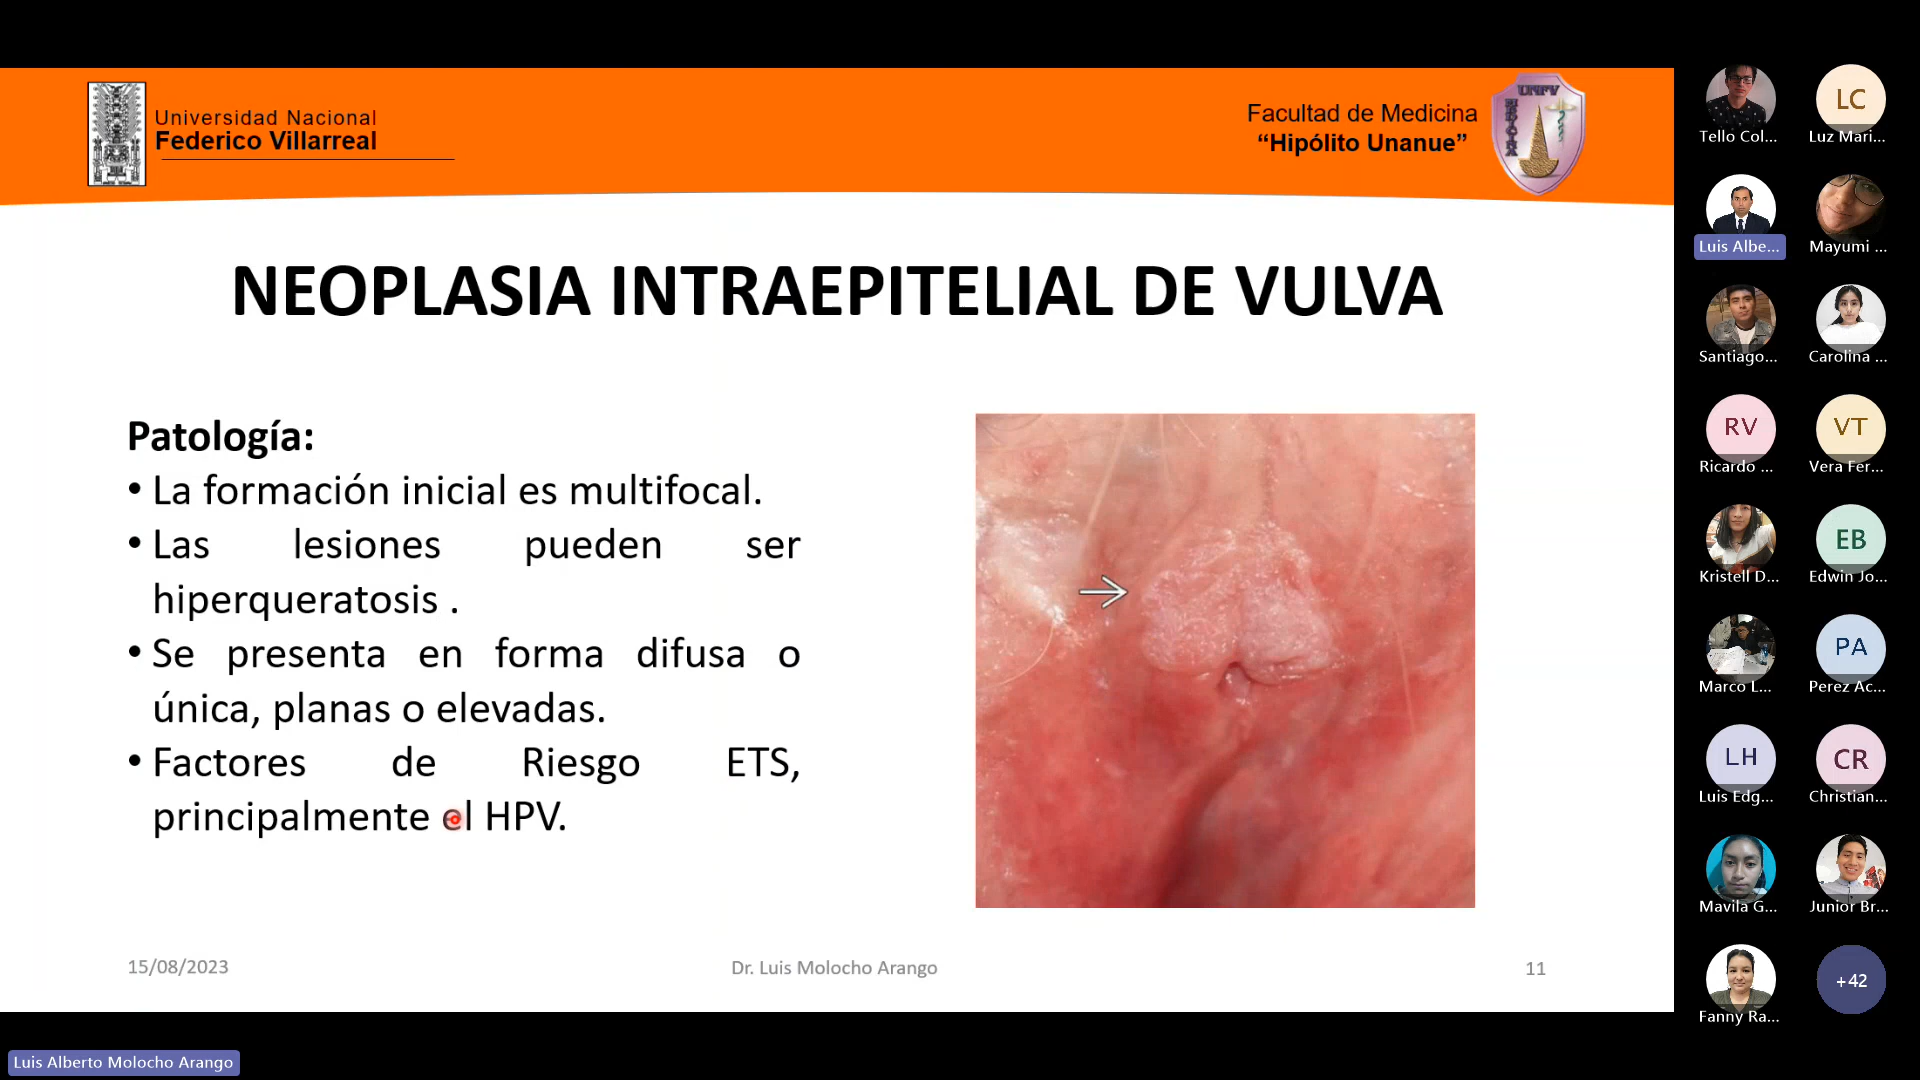 Universidad Nacional
Federico Villarreal
Facultad de Medicina
“Hipólito Unanue”
UNFV
NEOPLASIA INTRAEPITELIAL DE VULVA
Patología:
• La formación inicial es multifocal.
• Las lesiones pueden ser
hiperqueratosis .
• Se presenta en forma difusa o
única, planas o elevadas.
• Factores de Riesgo ETS,
principalmente el HPV.
15/08/2023
Dr. Luis Molocho Arango
11
Tello Col...
LC
Luz Mari...
Luis Albe...
Mayumi ...
Santiago...
Carolina ...
RV
Ricardo ...
VT
Vera Fer...
Kristell D...
EB
Edwin Jo...
Marco L...
PA
Perez Ac...
LH
Luis Edg...
CR
Christian...
Mavila G...
Junior Br...
Fanny Ra...
+42
Luis Alberto Molocho Arango